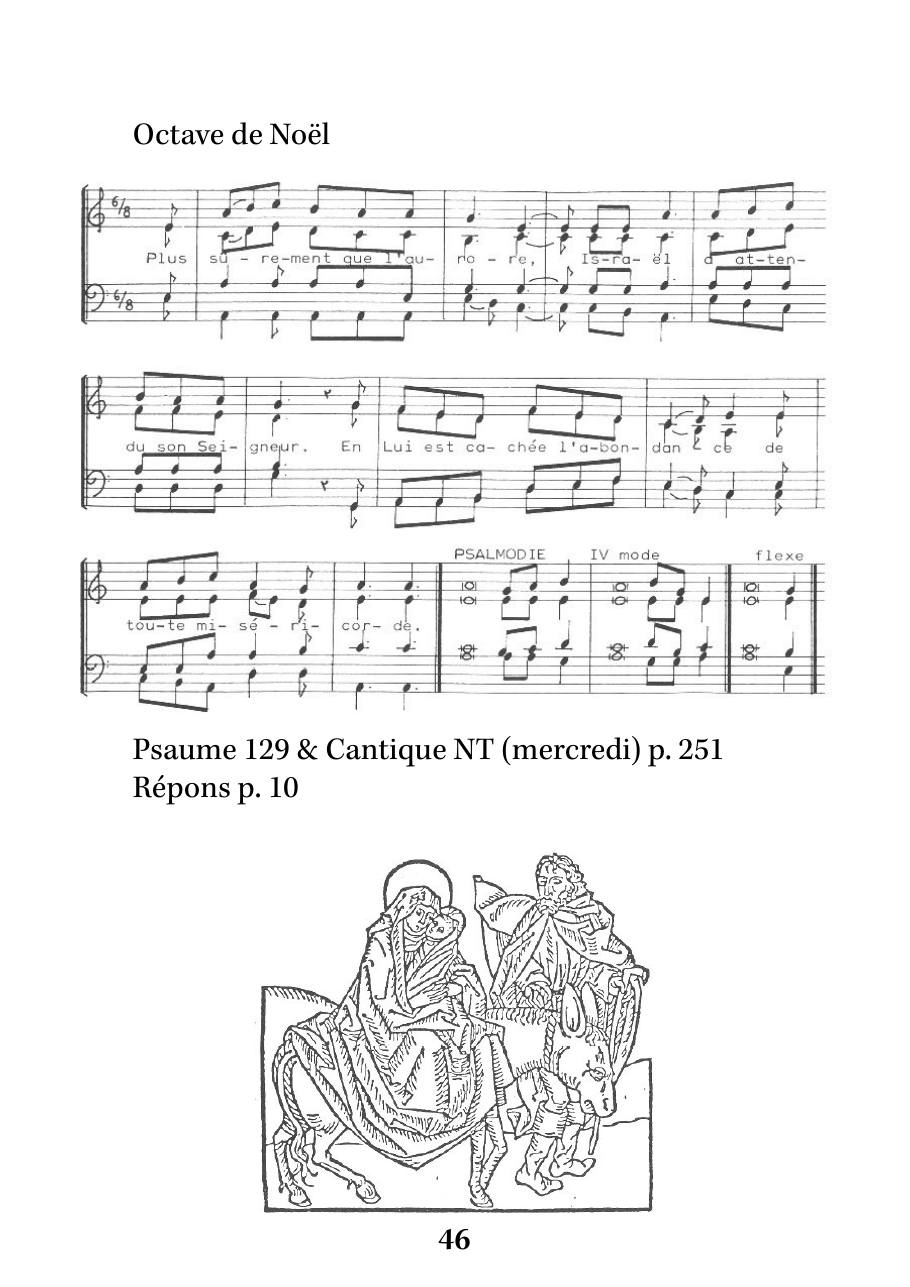 Octave de Noël
6/8
Plus sû - re-ment que l'au- ro - re, Is-ra- ël a at-ten-
6/8
du son Sei- gneur. En Lui est ca- chée l'a-bon- dan - ce de
PSALMODIE IV mode flexe
tou-te mi- sé - ri- cor- de.
Psaume 129 & Cantique NT (mercredi) p. 251
Répons p. 10
46